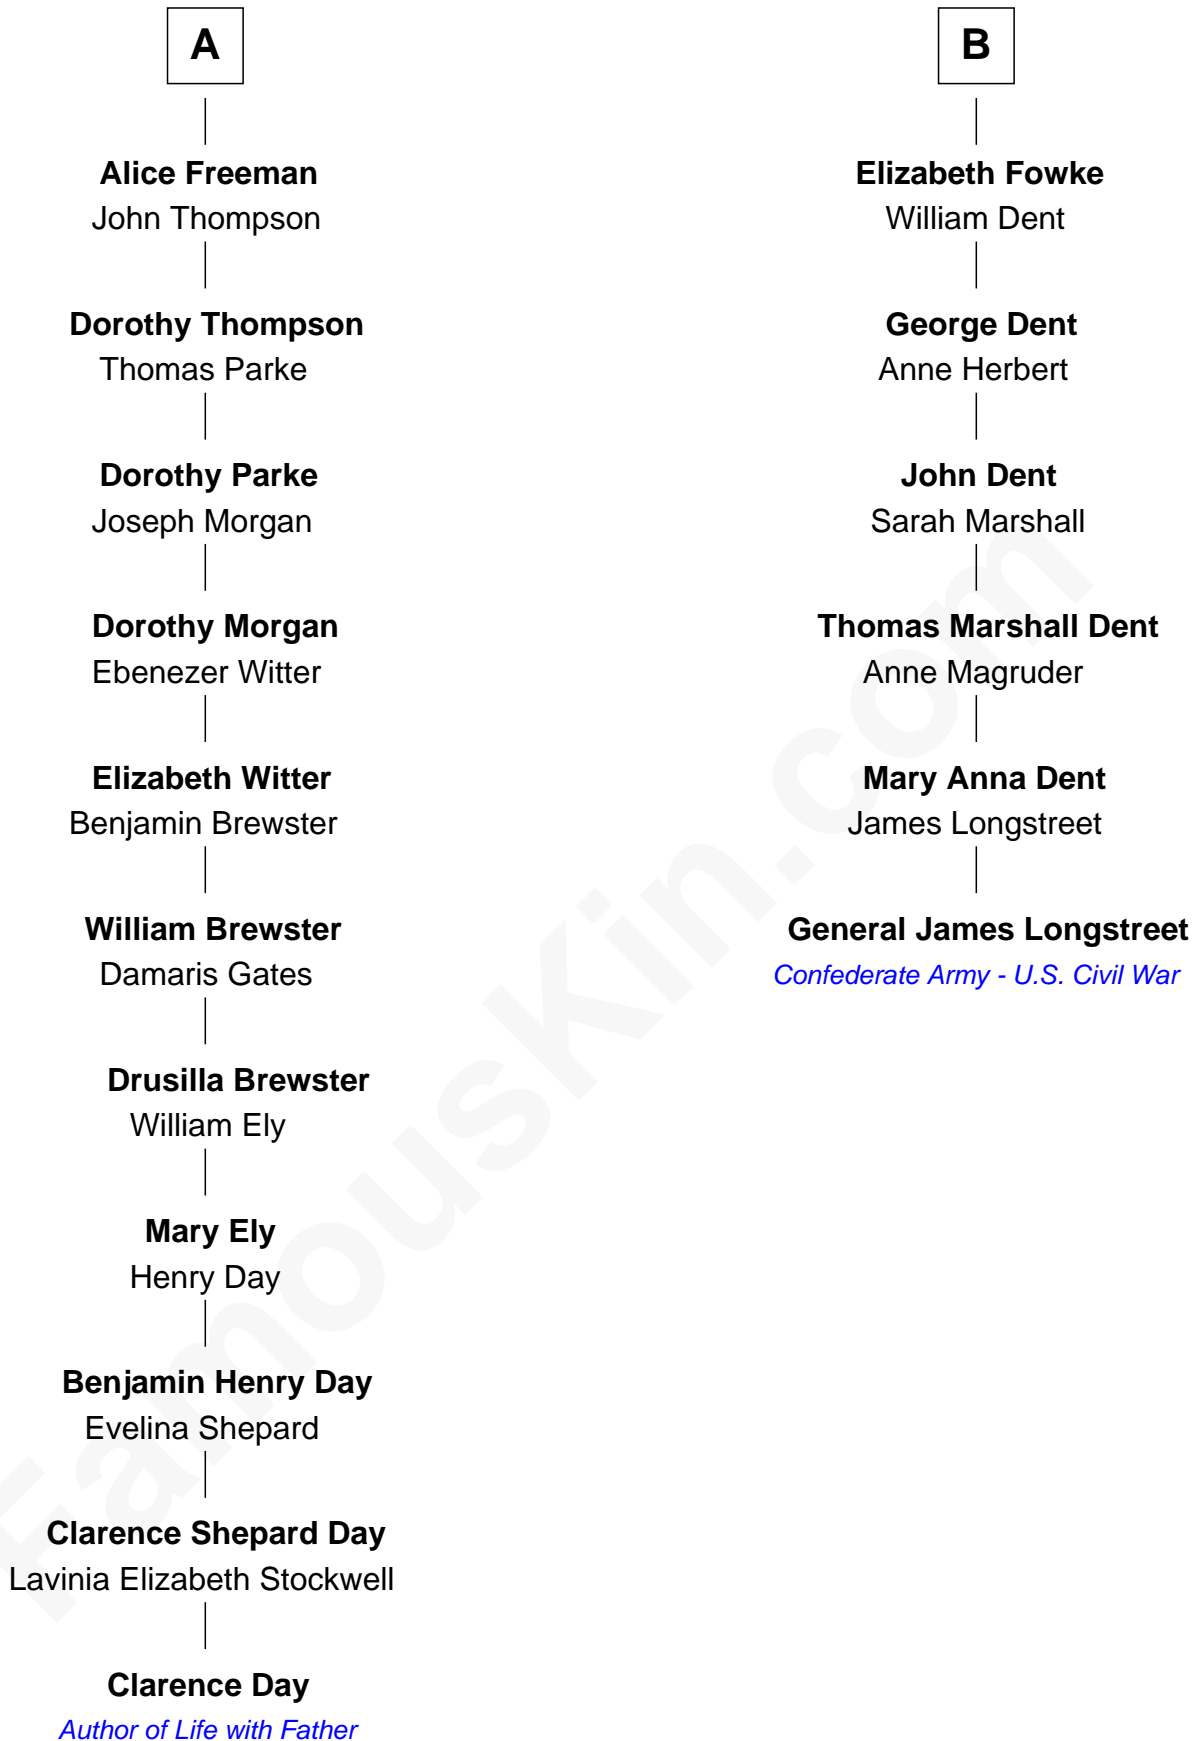 A
Alice Freeman
John Thompson
Dorothy Thompson
Thomas Parke
Dorothy Parke
Joseph Morgan
Dorothy Morgan
Ebenezer Witter
Elizabeth Witter
Benjamin Brewster
William Brewster
Damaris Gates
Drusilla Brewster
William Ely
Mary Ely
Henry Day
Benjamin Henry Day
Evelina Shepard
Clarence Shepard Day
Lavinia Elizabeth Stockwell
Clarence Day
Author of Life with Father
B
Elizabeth Fowke
William Dent
George Dent
Anne Herbert
John Dent
Sarah Marshall
Thomas Marshall Dent
Anne Magruder
Mary Anna Dent
James Longstreet
General James Longstreet
Confederate Army - U.S. Civil War
FamousKin.com